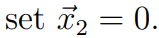 set $\vec{x}_2 = 0.$